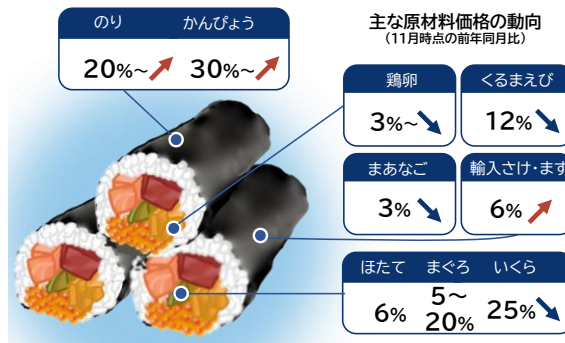 主な原材料価格の動向
(11月時点の前年同月比)
のり かんぴょう
20%~ 30%~
鶏卵
3%~
くるまえび
12%
まあなご
3%
輸入さけ・ます
6%
ほたて まぐろ いくら
6% 5~20% 25%